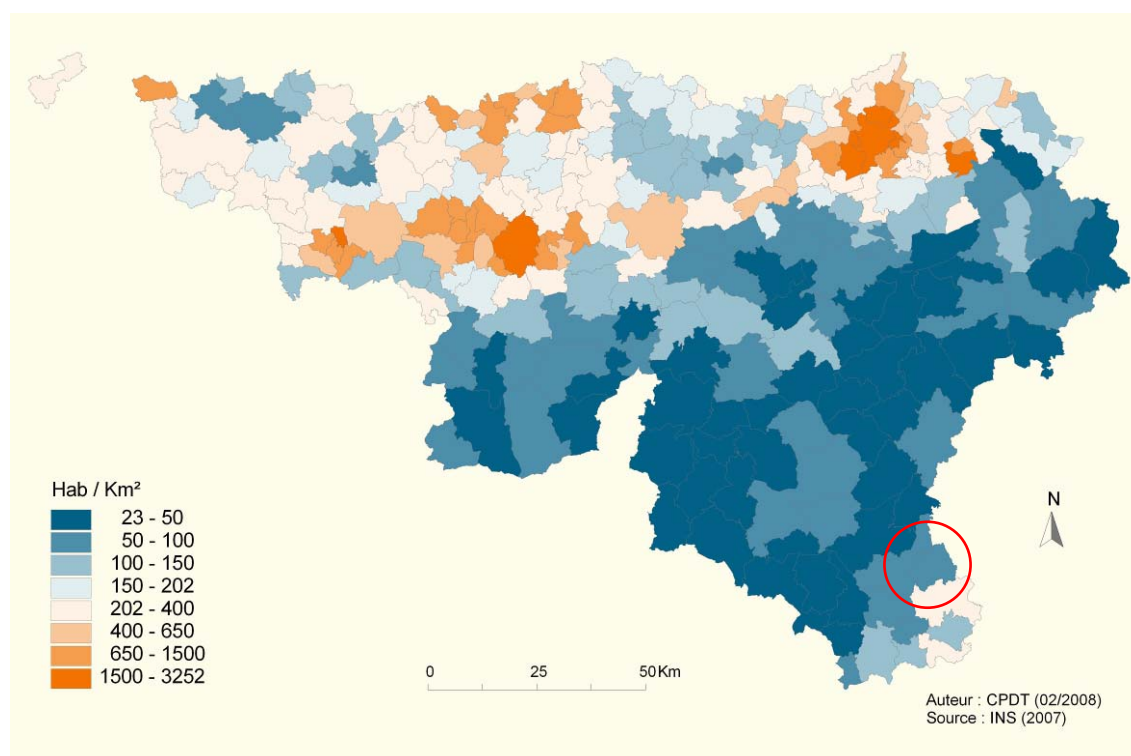 Hab / Km²
23 - 50
50 - 100
100 - 150
150 - 202
202 - 400
400 - 650
650 - 1500
1500 - 3252
N
0 25 50Km
Auteur : CPDT (02/2008)
Source : INS (2007)